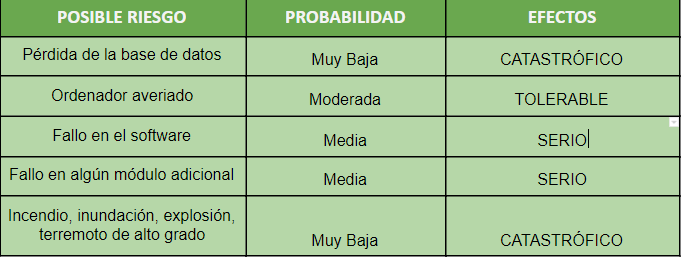 POSIBLE RIESGO PROBABILIDAD EFECTOS
Pérdida de la base de datos Muy Baja CATASTRÓFICO
Ordenador averiado Moderada TOLERABLE
Fallo en el software Media SERIO
Fallo en algún módulo adicional Media SERIO
Incendio, inundación, explosión,
terremoto de alto grado Muy Baja CATASTRÓFICO